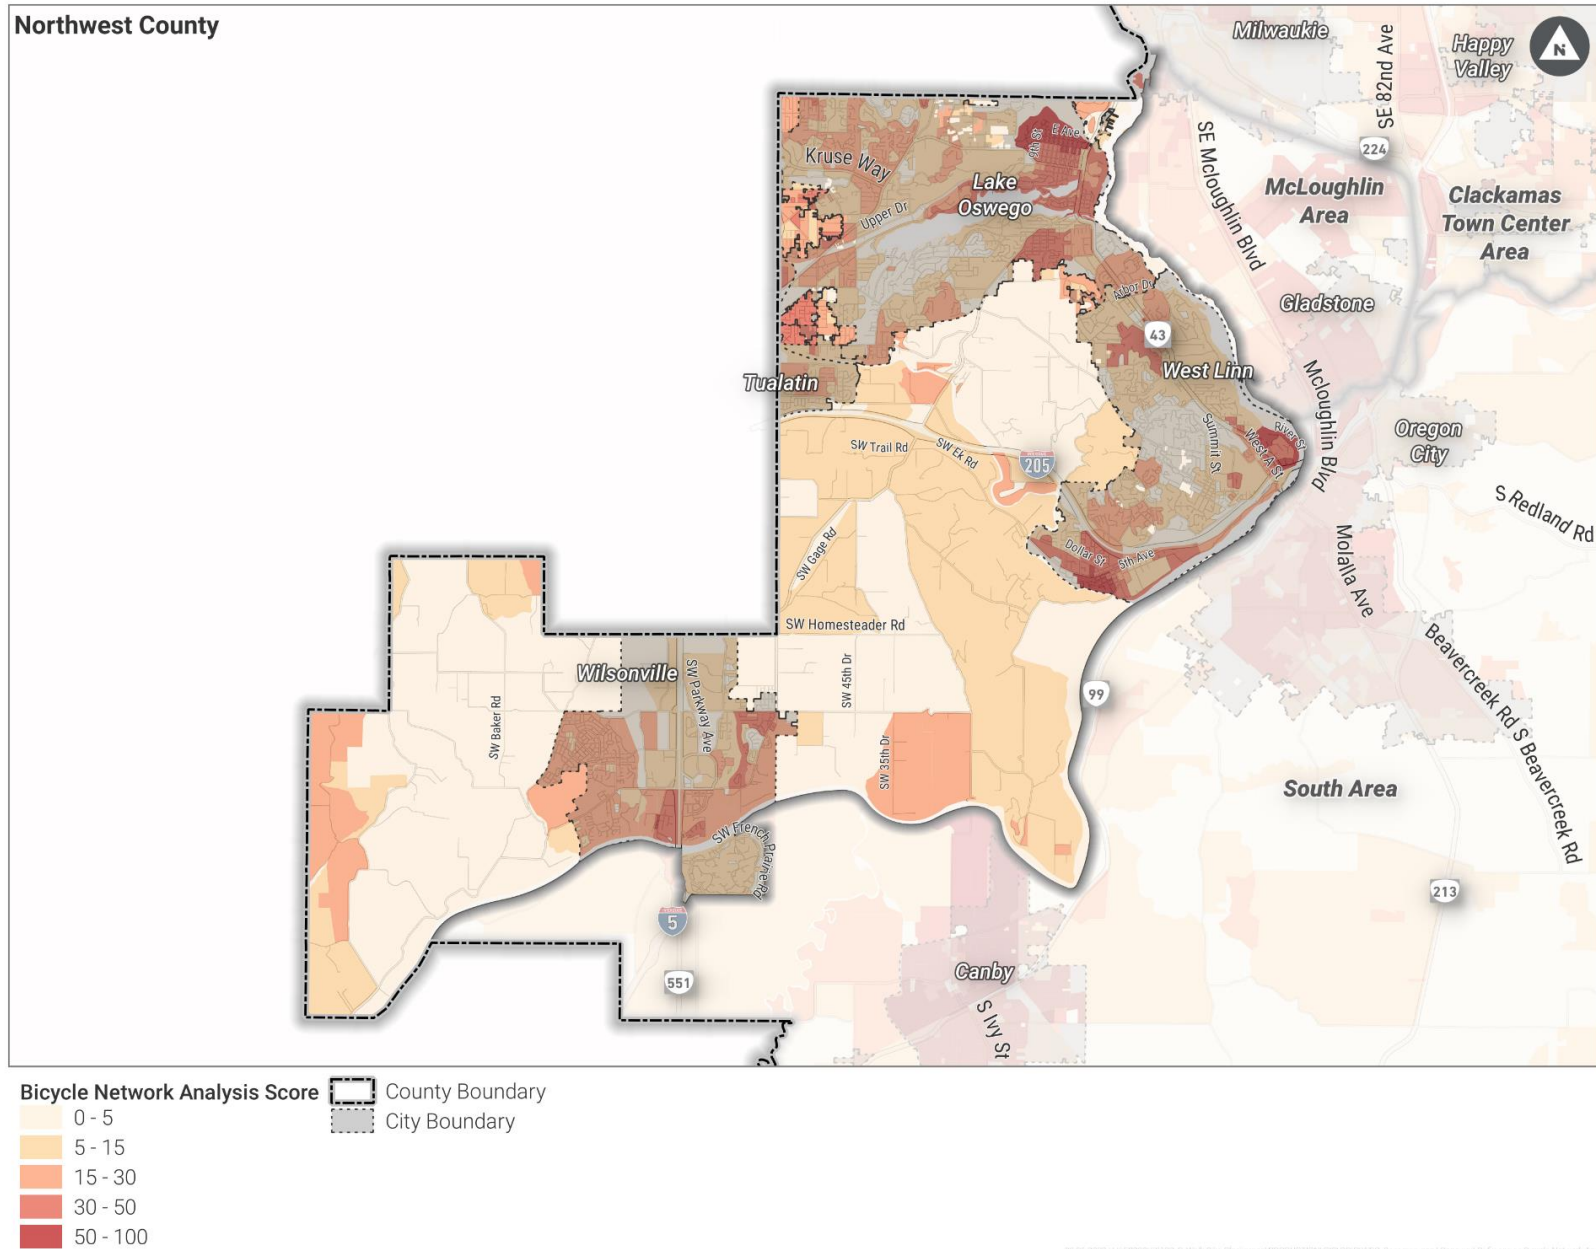 Northwest County
Milwaukie
Happy
Valley
N
SE 82nd Ave
SE Mcloughlin Blvd
224
Kruse Way
9th St
E Ave
McLoughlin
Area
Clackamas
Town Center
Area
Lake
Oswego
Upper Dr
Arbor Dr
Gladstone
43
West Linn
Tualatin
Mcloughlin Blvd
Summit St
West A St
River St
Oregon
City
SW Trail Rd
SW Ek Rd
205
S Redland Rd
SW Gage Rd
Dollar St
5th Ave
Molalla Ave
SW Homesteader Rd
Wilsonville
SW Parkway Ave
SW 45th Dr
99
Beavercreek Rd
S Beavercreek Rd
SW Baker Rd
SW 35th Dr
South Area
SW French Prairie Rd
5
213
551
Canby
S Ivy St
Bicycle Network Analysis Score
0 - 5
5 - 15
15 - 30
30 - 50
50 - 100
County Boundary
City Boundary